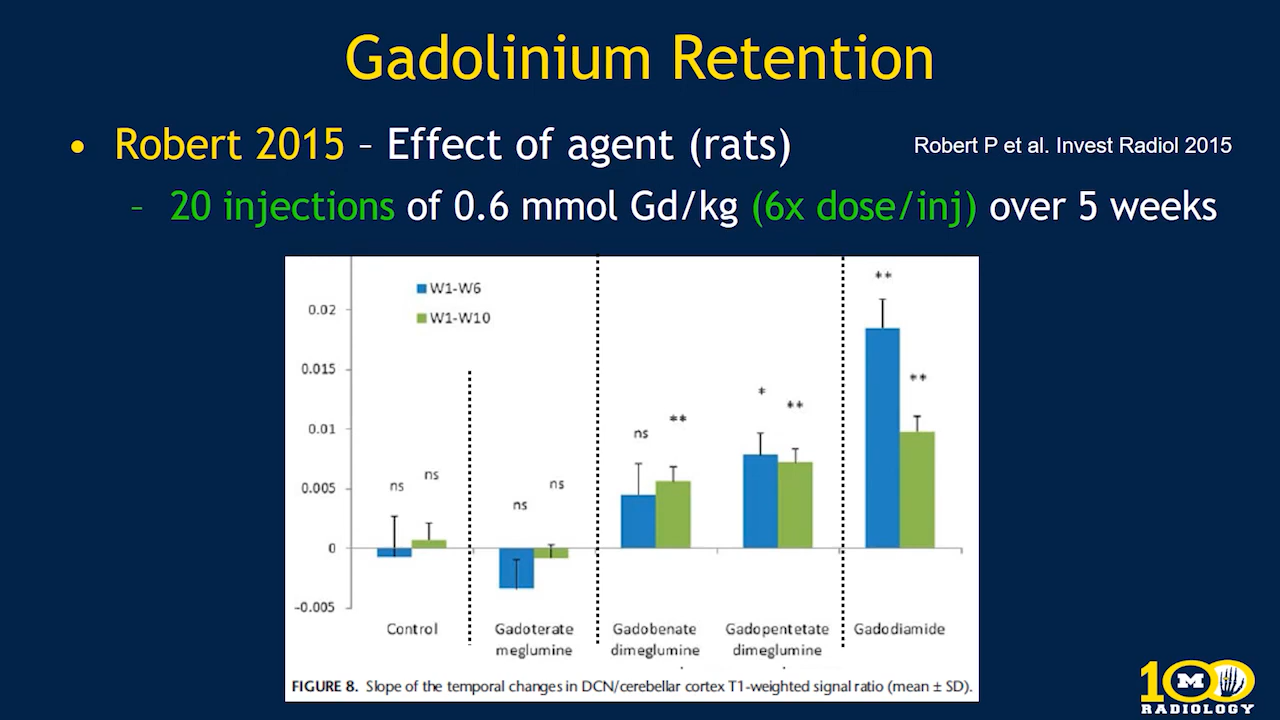 Gadolinium Retention
• Robert 2015 – Effect of agent (rats)
Robert P et al. Invest Radiol 2015
– 20 injections of 0.6 mmol Gd/kg (6x dose/inj) over 5 weeks
W1-W6
W1-W10
0.02
0.015
0.01
0.005
0
-0.005
ns ns
ns ns
ns **
* **
** **
Control
Gadoterate
meglumine
Gadobenate
dimeglumine
Gadopentetate
dimeglumine
Gadodiamide
FIGURE 8. Slope of the temporal changes in DCN/cerebellar cortex T1-weighted signal ratio (mean ± SD).
100
M
RADIOLOGY